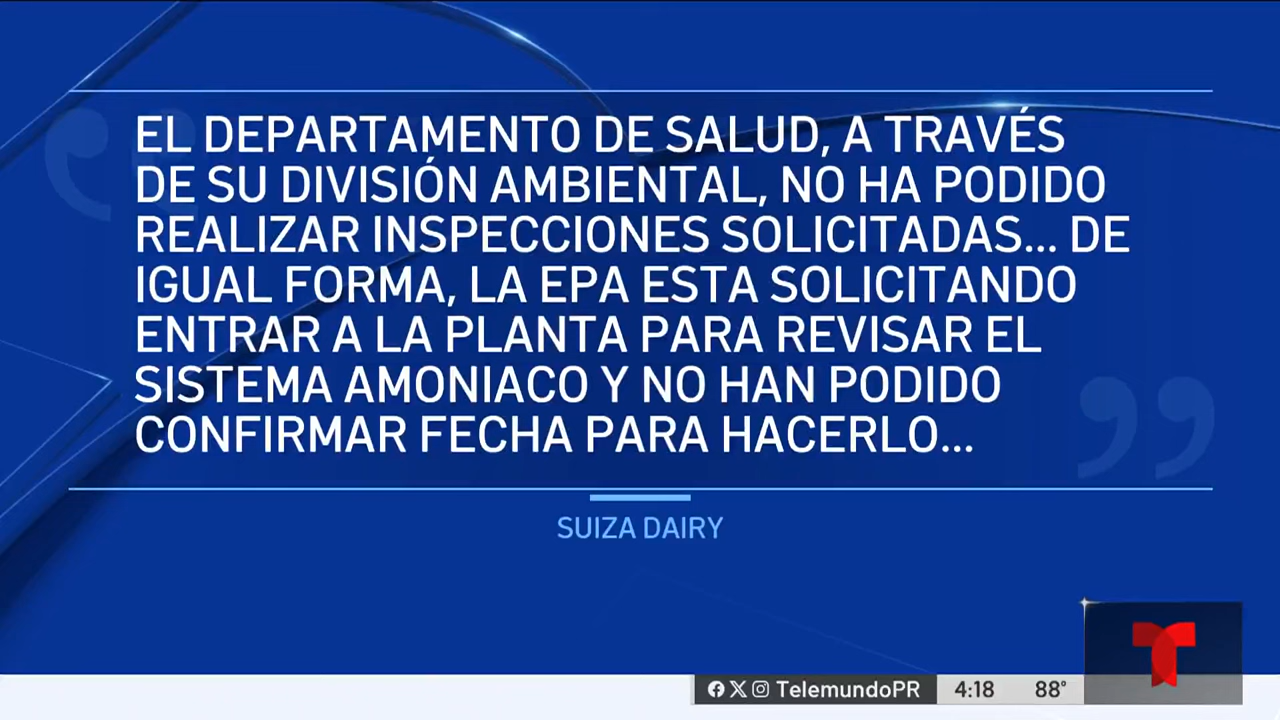 EL DEPARTAMENTO DE SALUD, A TRAVÉS
DE SU DIVISIÓN AMBIENTAL, NO HA PODIDO
REALIZAR INSPECCIONES SOLICITADAS... DE
IGUAL FORMA, LA EPA ESTA SOLICITANDO
ENTRAR A LA PLANTA PARA REVISAR EL
SISTEMA AMONIACO Y NO HAN PODIDO
CONFIRMAR FECHA PARA HACERLO...
SUIZA DAIRY
TelemundoPR 4:18 88°